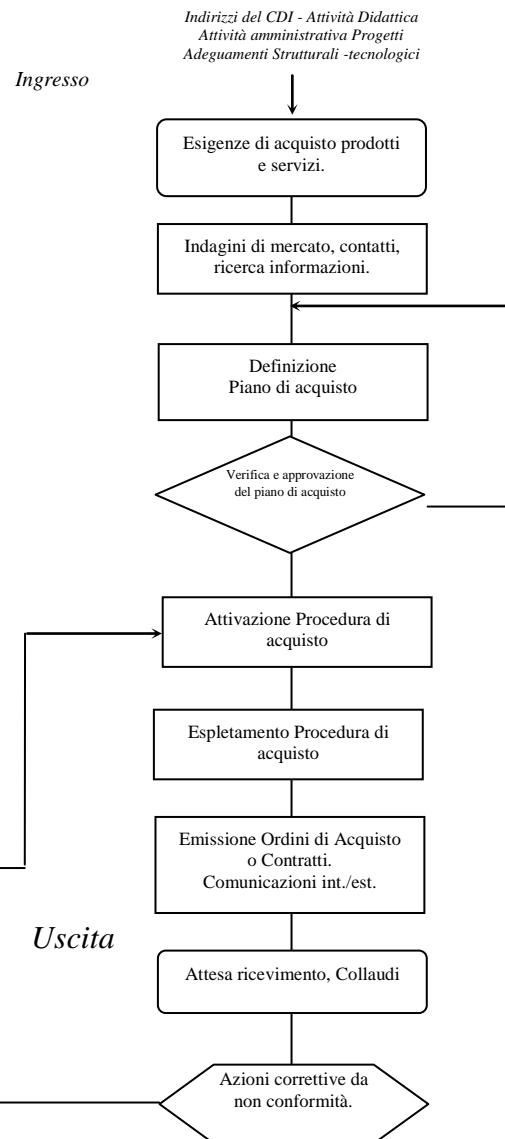 Indirizzi del CDI - Attività Didattica
Attività amministrativa Progetti
Adeguamenti Strutturali -tecnologici
Ingresso
Esigenze di acquisto prodotti
e servizi.
Indagini di mercato, contatti,
ricerca informazioni.
Definizione
Piano di acquisto
Verifica e approvazione
del piano di acquisto
Attivazione Procedura di
acquisto
Espletamento Procedura di
acquisto
Emissione Ordini di Acquisto
o Contratti.
Comunicazioni int./est.
Uscita
Attesa ricevimento, Collaudi
Azioni correttive da
non conformità.